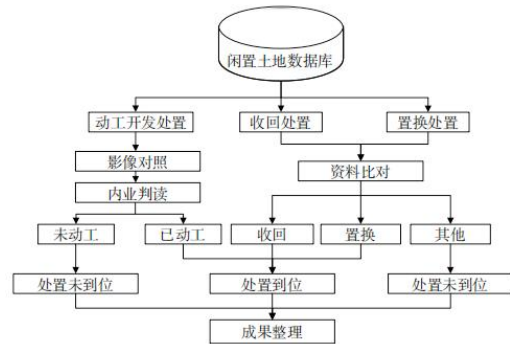 闲置土地数据库
动工开发处置
收回处置
置换处置
影像对照
资料比对
内业判读
未动工
已动工
收回
置换
其他
处置未到位
处置到位
处置未到位
成果整理